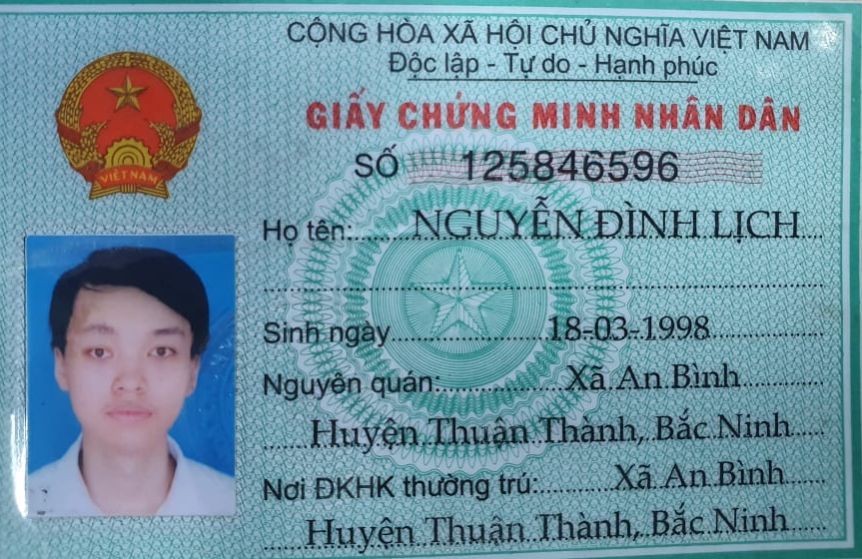 CỘNG HÒA XÃ HỘI CHỦ NGHĨA VIỆT NAM
Độc lập - Tự do - Hạnh phúc
GIẤY CHỨNG MINH NHÂN DÂN
SỐ 125846596
VIỆT NAM
Họ tên: NGUYỄN ĐÌNH LỊCH
Sinh ngày 18-03-1998
Nguyên quán: Xã An Bình
Huyện Thuận Thành, Bắc Ninh
Nơi ĐKHK thường trú: Xã An Bình
Huyện Thuận Thành, Bắc Ninh